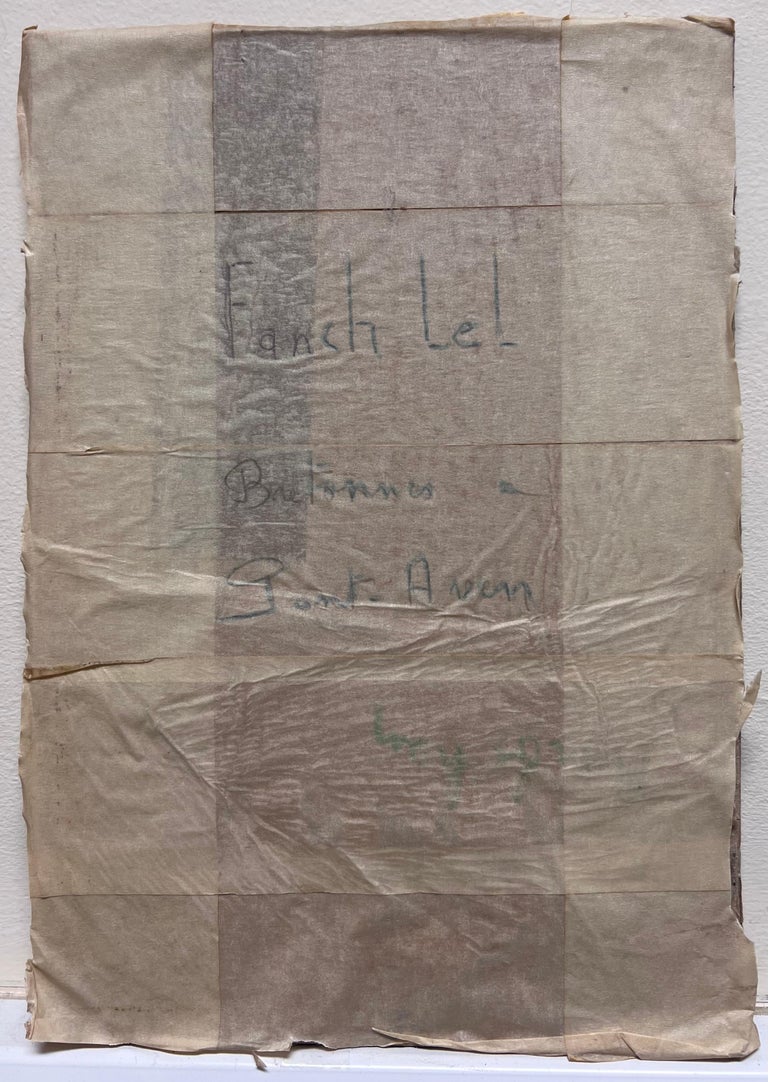 Fanch Lel
Bretonnes a
Pont-Aven